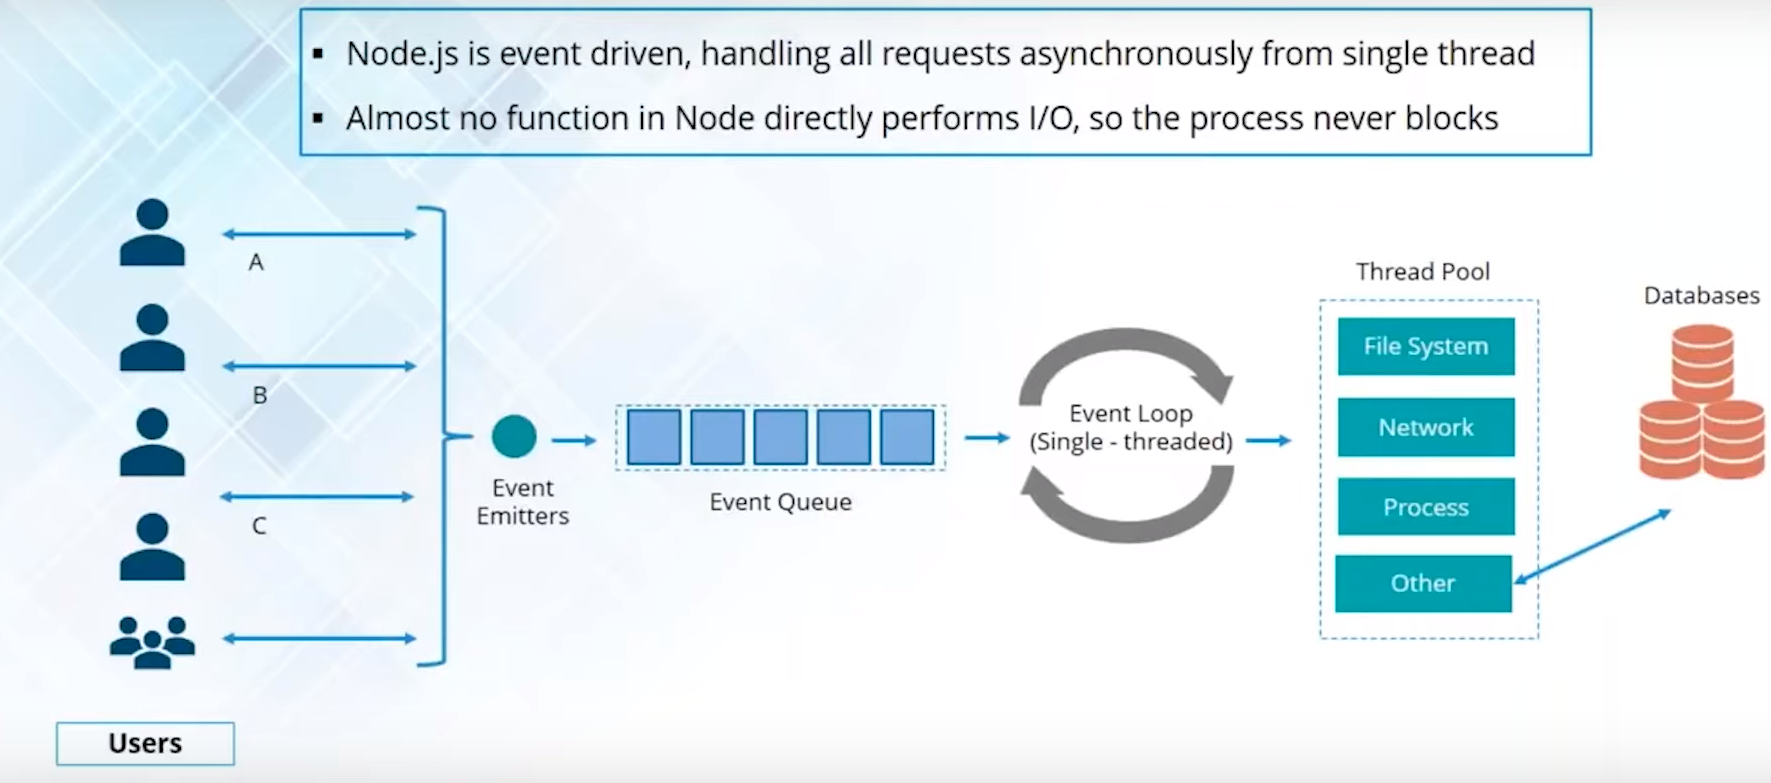 ▪ Node.js is event driven, handling all requests asynchronously from single thread
▪ Almost no function in Node directly performs I/O, so the process never blocks
A
B
C
Users
Event
Emitters
Event Queue
Event Loop
(Single - threaded)
Thread Pool
File System
Network
Process
Other
Databases